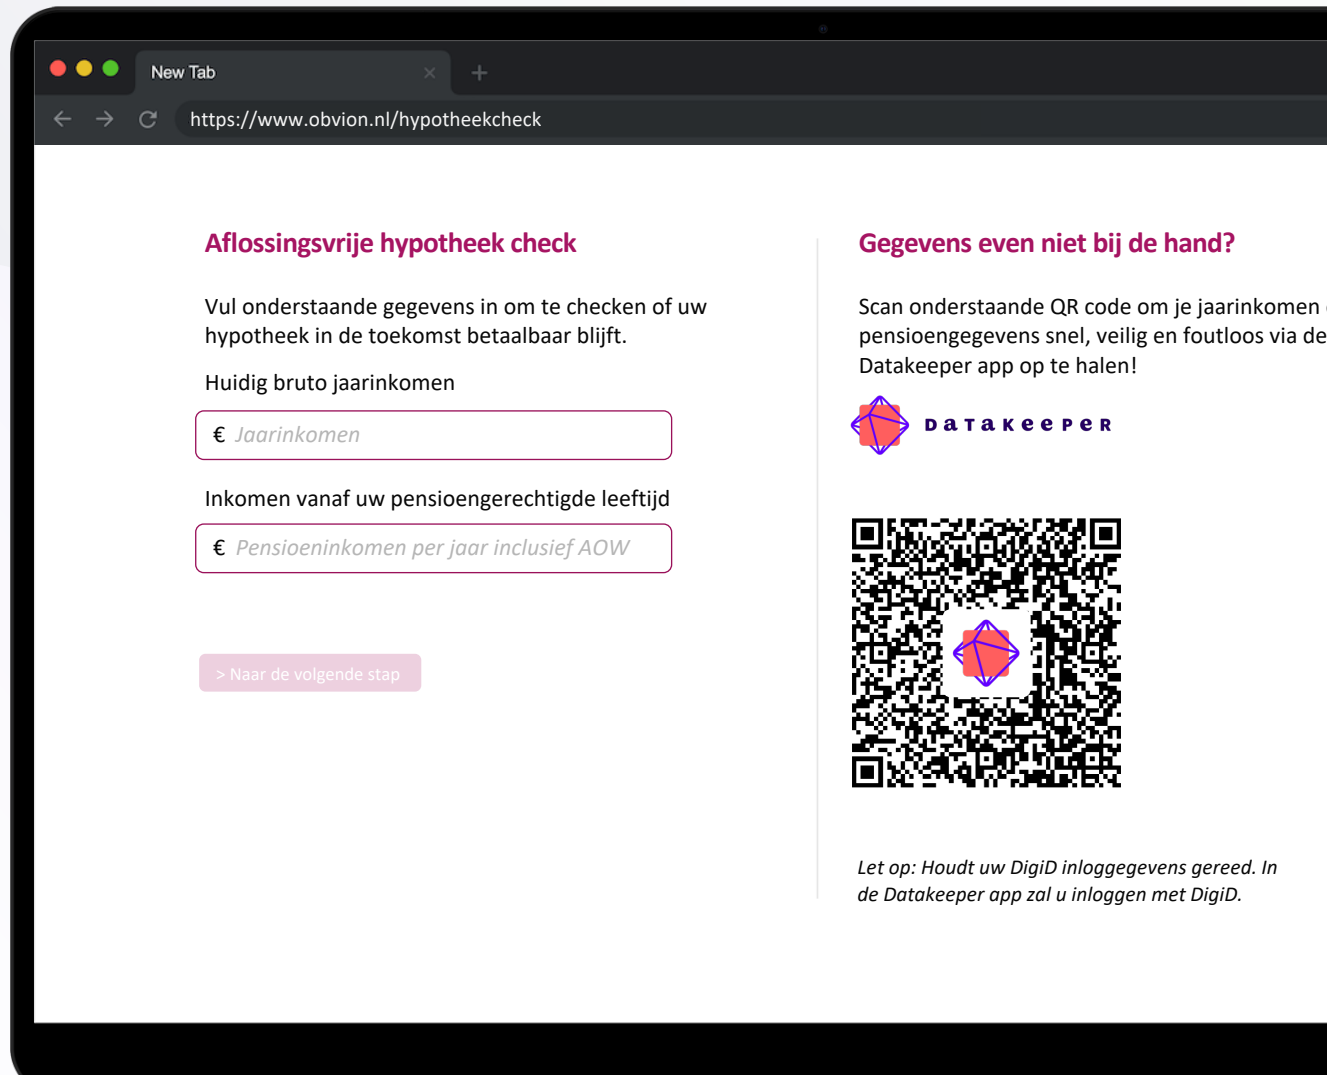 New Tab
https://www.obvion.nl/hypotheekcheck
Aflossingsvrije hypotheek check
Vul onderstaande gegevens in om te checken of uw
hypotheek in de toekomst betaalbaar blijft.
Huidig bruto jaarinkomen
€ Jaarinkomen
Inkomen vanaf uw pensioengerechtigde leeftijd
€ Pensioeninkomen per jaar inclusief AOW
> Naar de volgende stap
Gegevens even niet bij de hand?
Scan onderstaande QR code om je jaarinkomen
pensioengegevens snel, veilig en foutloos via de
Datakeeper app op te halen!
DaTaKeePeR
Let op: Houdt uw DigiD inloggegevens gereed. In
de Datakeeper app zal u inloggen met DigiD.